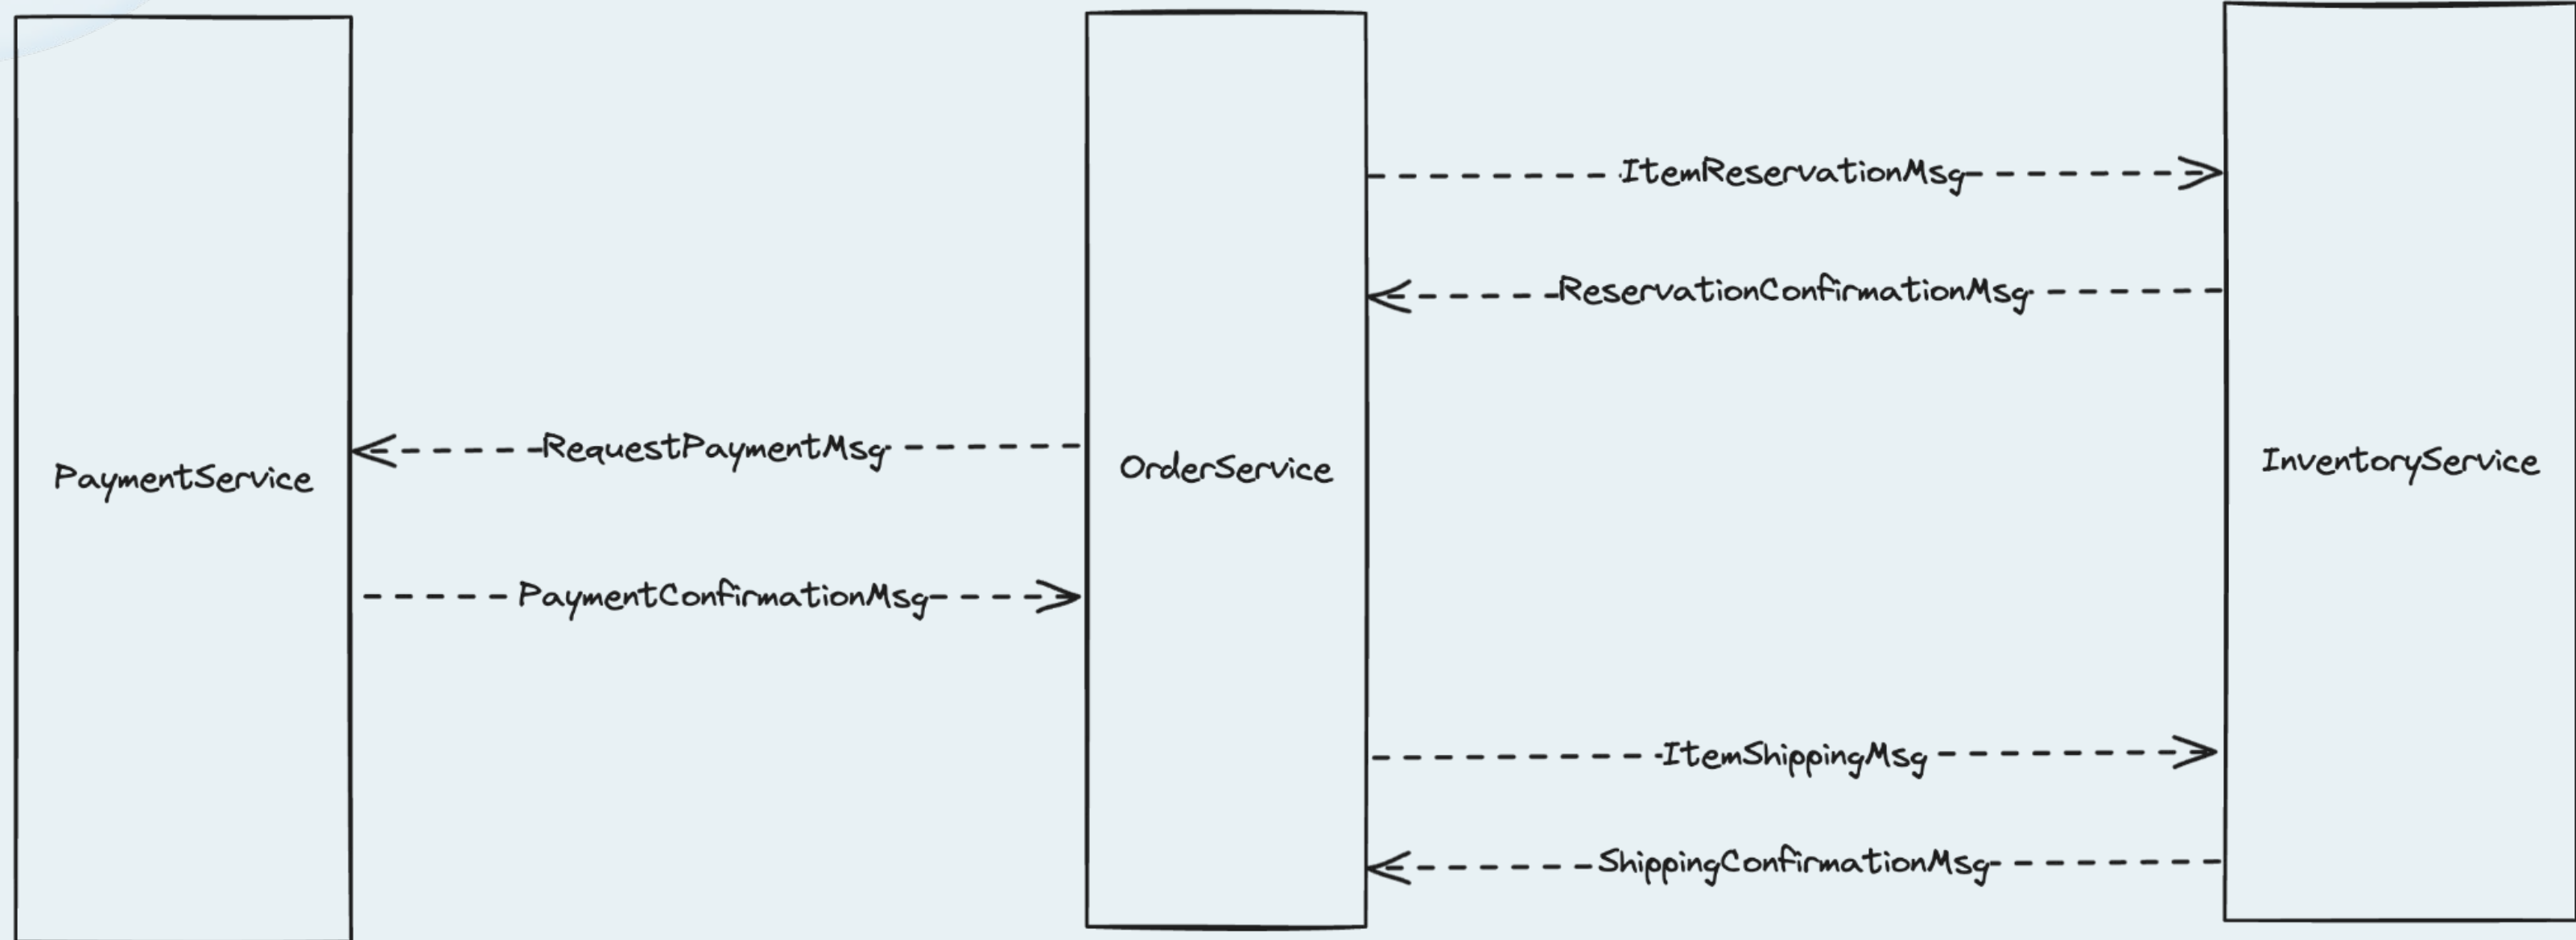 ItemReservationMsg
ReservationConfirmationMsg
RequestPaymentMsg
PaymentService
OrderService
InventoryService
PaymentConfirmationMsg
ItemShippingMsg
ShippingConfirmationMsg